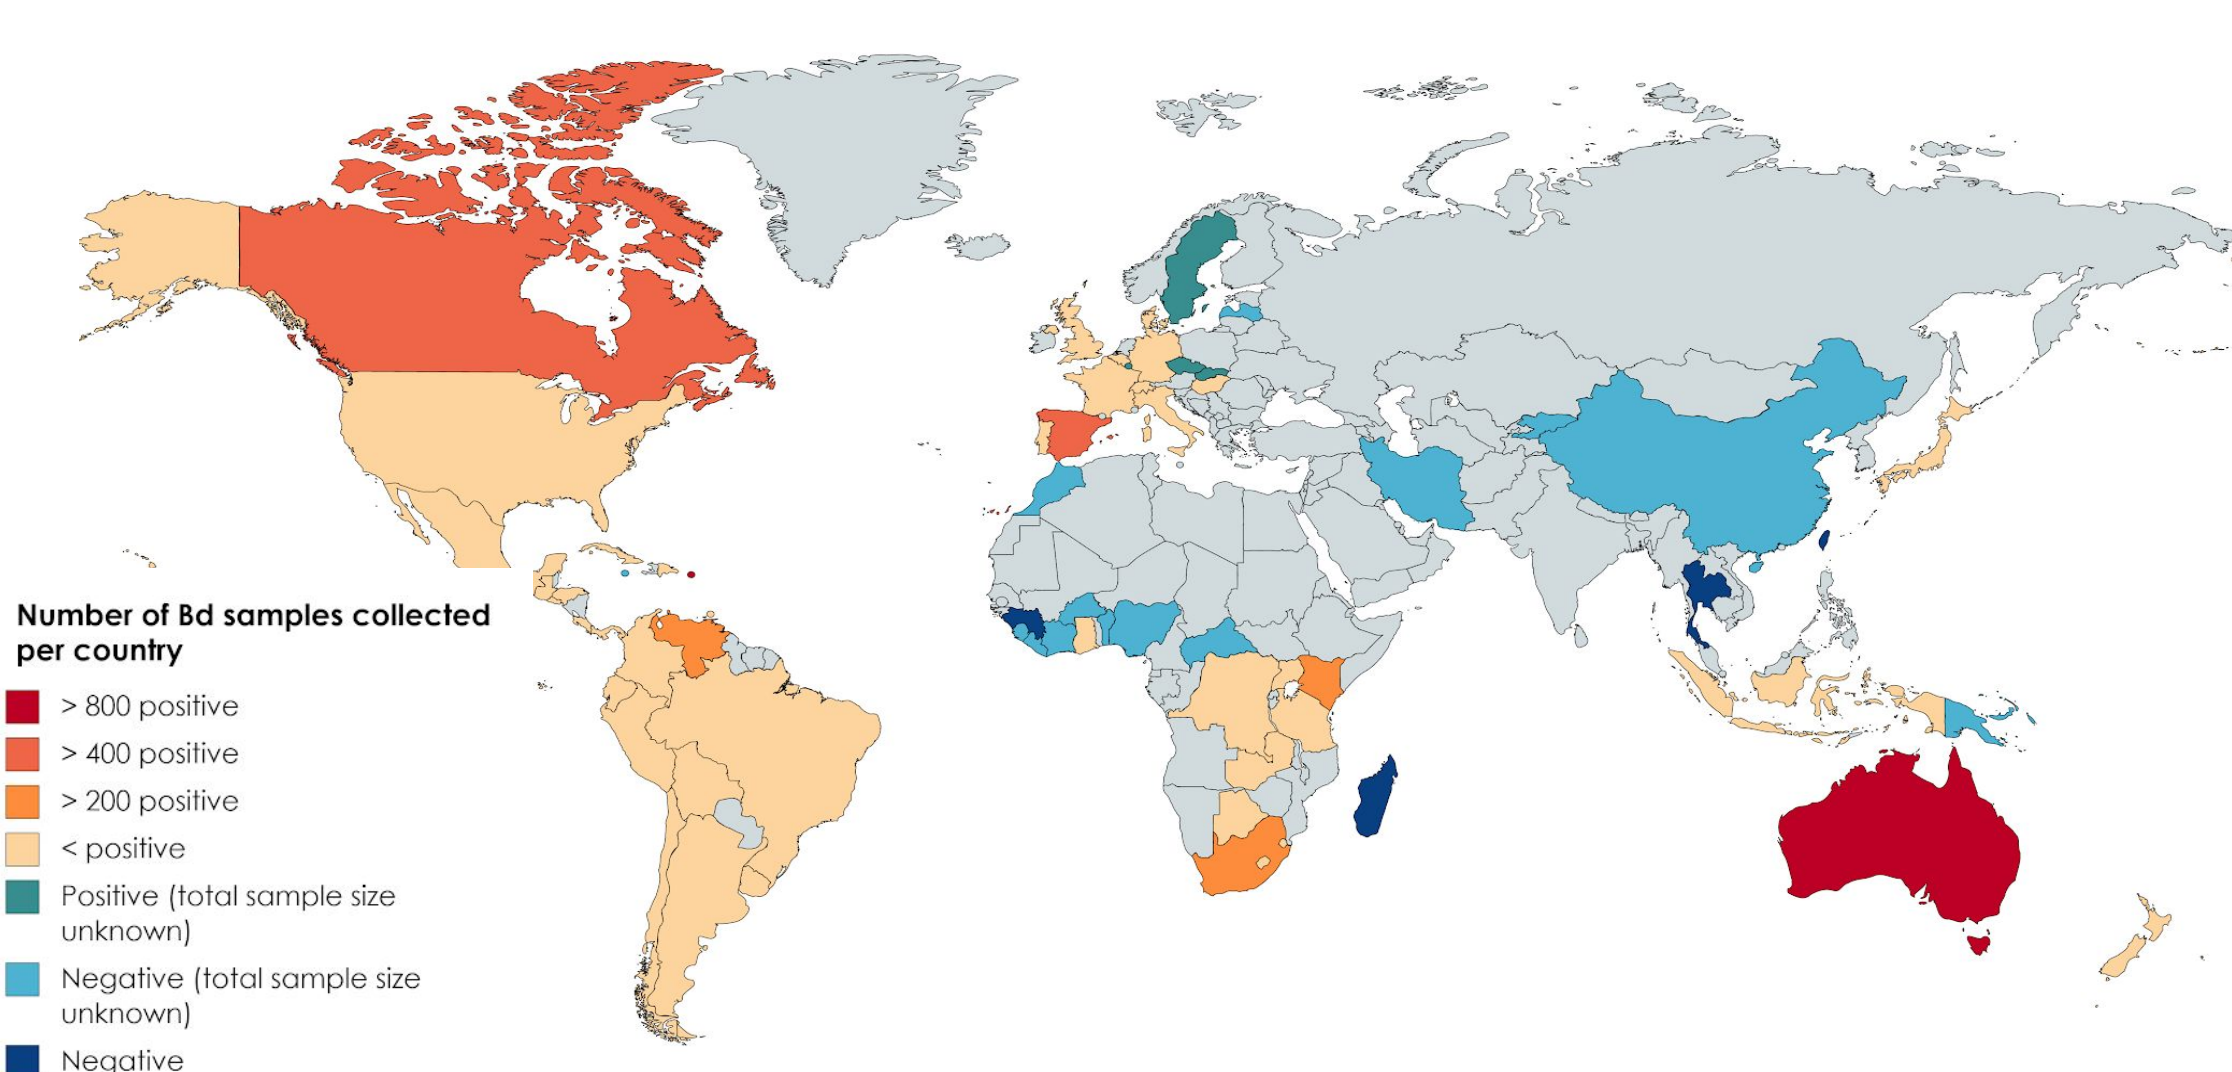 Number of Bd samples collected
per country
> 800 positive
> 400 positive
> 200 positive
< positive
Positive (total sample size
unknown)
Negative (total sample size
unknown)
Negative